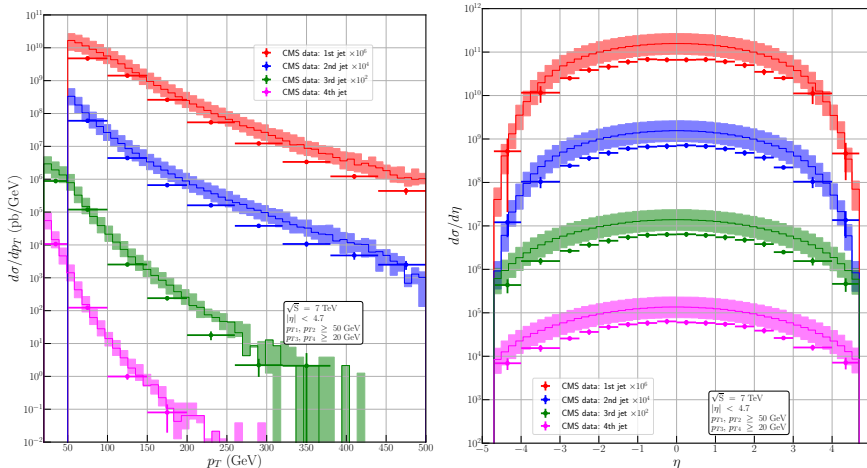 10^11
10^10
10^9
10^8
10^7
10^6
10^5
10^4
10^3
10^2
10^1
10^0
10^-1
10^-2
dσ/dp_T (pb/GeV)
CMS data: 1st jet ×10^6
CMS data: 2nd jet ×10^4
CMS data: 3rd jet ×10^2
CMS data: 4th jet
√S = 7 TeV
|η| < 4.7
p_T1, p_T2 ≥ 50 GeV
p_T3, p_T4 ≥ 20 GeV
50 100 150 200 250 300 350 400 450 500
p_T (GeV)
10^12
10^11
10^10
10^9
10^8
10^7
10^6
10^5
10^4
10^3
10^2
dσ/dη
CMS data: 1st jet ×10^6
CMS data: 2nd jet ×10^4
CMS data: 3rd jet ×10^2
CMS data: 4th jet
√S = 7 TeV
|η| < 4.7
p_T1, p_T2 ≥ 50 GeV
p_T3, p_T4 ≥ 20 GeV
−5 −4 −3 −2 −1 0 1 2 3 4 5
η